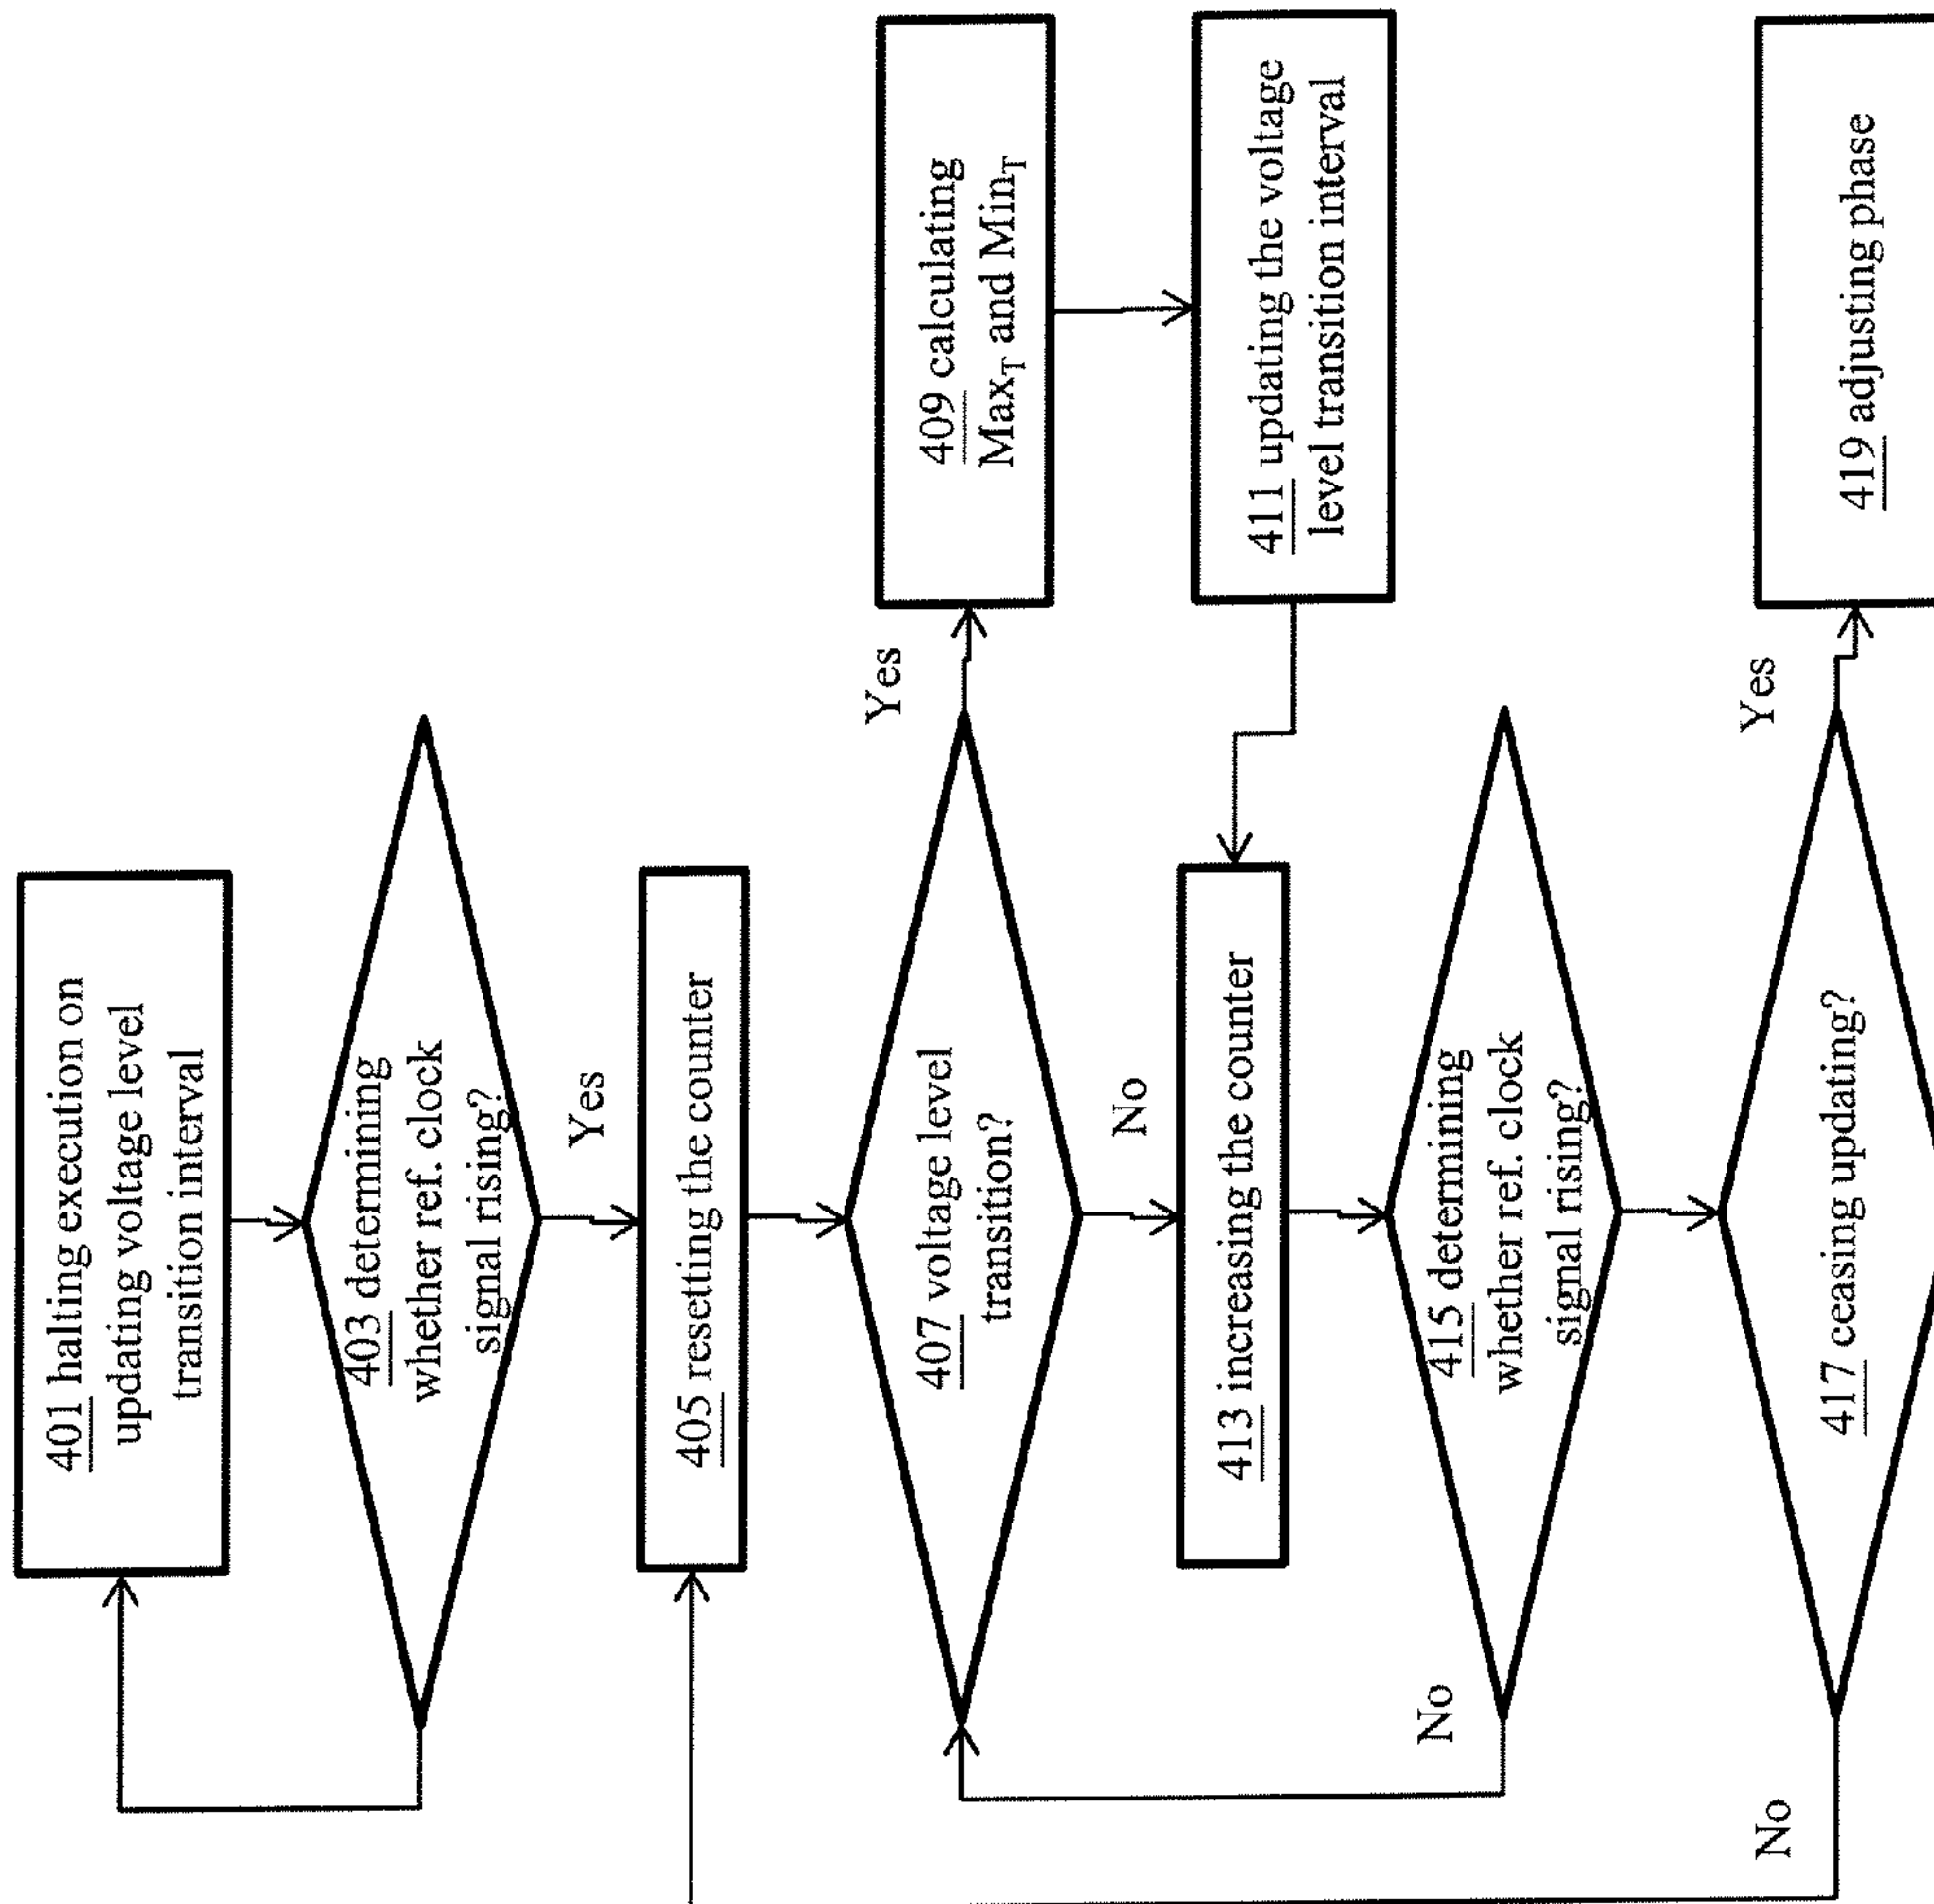 401 halting execution on
updating voltage level
transition interval
403 determining
whether ref. clock
signal rising?
Yes
405 resetting the counter
407 voltage level
transition?
Yes
409 calculating
MaxT and MinT
411 updating the voltage
level transition interval
No
413 increasing the counter
415 determining
whether ref. clock
signal rising?
No
417 ceasing updating?
Yes
419 adjusting phase
No